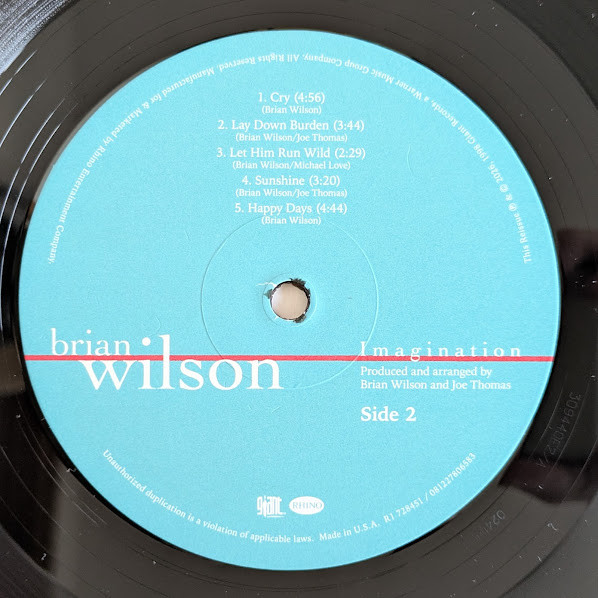 1. Cry (4:56)
(Brian Wilson)
2. Lay Down Burden (3:44)
(Brian Wilson/Joe Thomas)
3. Let Him Run Wild (2:29)
(Brian Wilson/Michael Love)
4. Sunshine (3:20)
(Brian Wilson/Joe Thomas)
5. Happy Days (4:44)
(Brian Wilson)
brian
wilson
Imagination
Produced and arranged by
Brian Wilson and Joe Thomas
Side 2
giant
RHINO
Unauthorized duplication is a violation of applicable laws. Made in U.S.A. R1 728451 / 081227806583
This Reissue ℗ & © 2026, 1998 Giant Records a Warner Music Group Company. All Rights Reserved. Manufactured for & Marketed by Rhino Entertainment Company.